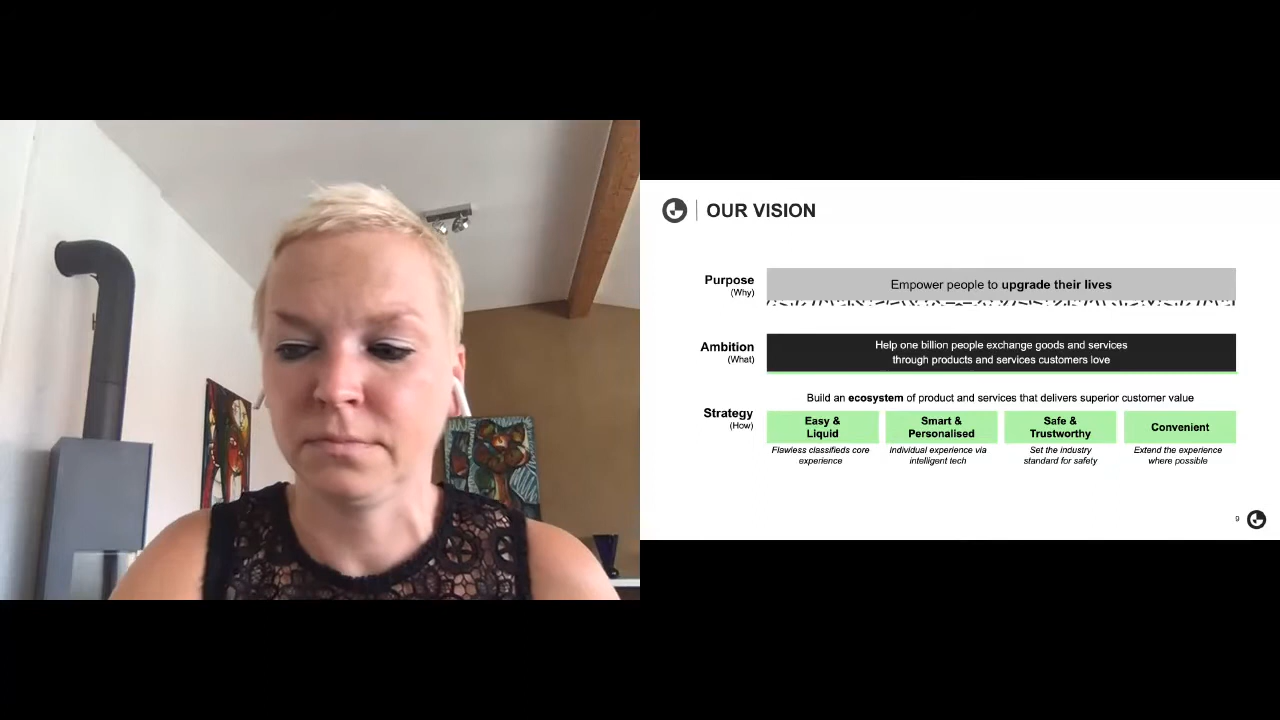 OUR VISION
Purpose
(Why)
Empower people to upgrade their lives
Ambition
(What)
Help one billion people exchange goods and services
through products and services customers love
Strategy
(How)
Build an ecosystem of product and services that delivers superior customer value
Easy &
Liquid
Flawless classifieds core
experience
Smart &
Personalised
Individual experience via
intelligent tech
Safe &
Trustworthy
Set the industry
standard for safety
Convenient
Extend the experience
where possible
9